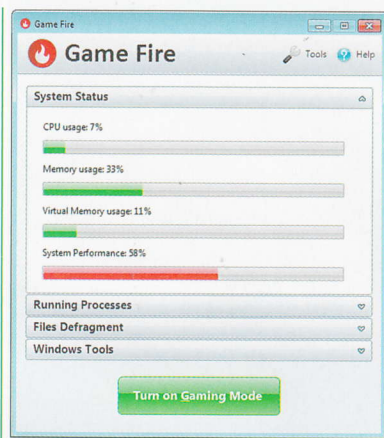 Game Fire
Game Fire
Tools Help
System Status
CPU usage: 7%
Memory usage: 33%
Virtual Memory usage: 11%
System Performance: 58%
Running Processes
Files Defragment
Windows Tools
Turn on Gaming Mode